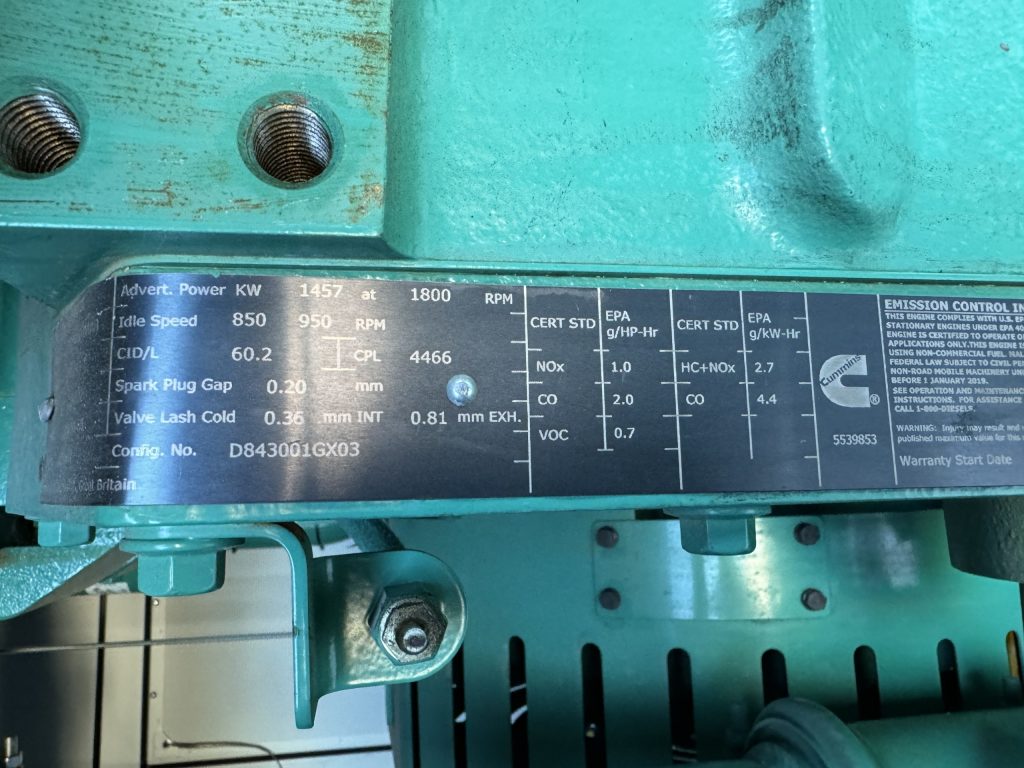 Advert. Power KW 1457 at 1800 RPM
Idle Speed 850 950 RPM
CID/L 60.2 CPL 4466
Spark Plug Gap 0.20 mm
Valve Lash Cold 0.36 mm INT 0.81 mm EXH.
Config. No. D843001GX03
Britain
CERT STD EPA g/HP-Hr
NOx 1.0
CO 2.0
VOC 0.7
CERT STD EPA g/kW-Hr
HC+NOx 2.7
CO 4.4
Cummins
®
5539853
EMISSION CONTROL
THIS ENGINE COMPLIES WITH U.S.
STATIONARY ENGINES UNDER EPA
ENGINE IS CERTIFIED TO OPERATE
APPLICATIONS ONLY. THIS ENGINE
USING NON-COMMERCIAL FUEL.
FEDERAL LAW SUBJECT TO CIVIL
NON-ROAD MOBILE MACHINERY
BEFORE 1 JANUARY 2019.
SEE OPERATION AND MAINTENANCE
INSTRUCTIONS. FOR ASSISTANCE
CALL 1-800-DIESELS.
WARNING: Injury may result and
published maximum value for this
Warranty Start Date